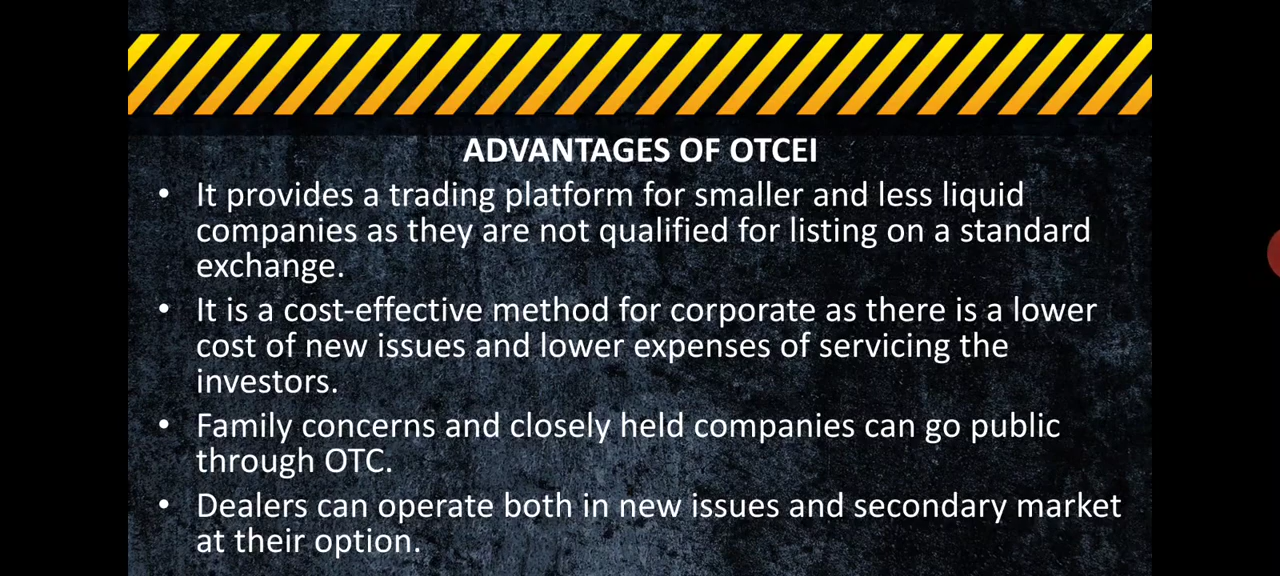 ADVANTAGES OF OTCEI
• It provides a trading platform for smaller and less liquid
companies as they are not qualified for listing on a standard
exchange.
• It is a cost-effective method for corporate as there is a lower
cost of new issues and lower expenses of servicing the
investors.
• Family concerns and closely held companies can go public
through OTC.
• Dealers can operate both in new issues and secondary market
at their option.